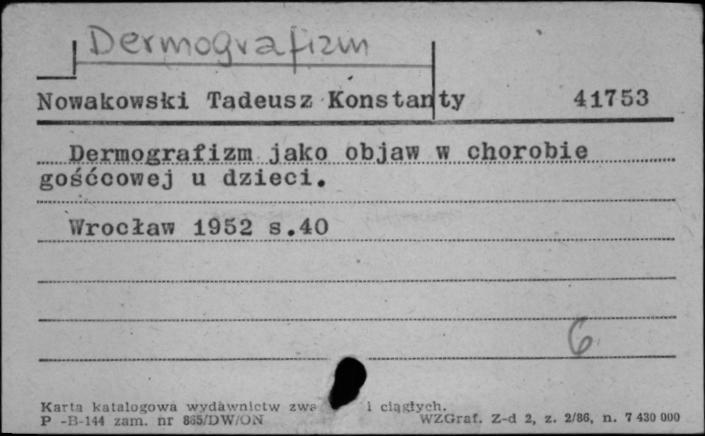 Dermografizm
Nowakowski Tadeusz Konstanty 41753
Dermografizm jako objaw w chorobie
gośćcowej u dzieci.
Wrocław 1952 s.40
6
Karta katalogowa wydawnictw zwa i ciągłych.
P -B-144 zam. nr 865/DW/ON WZGraf. Z-d 2, z. 2/86, n. 7 430 000